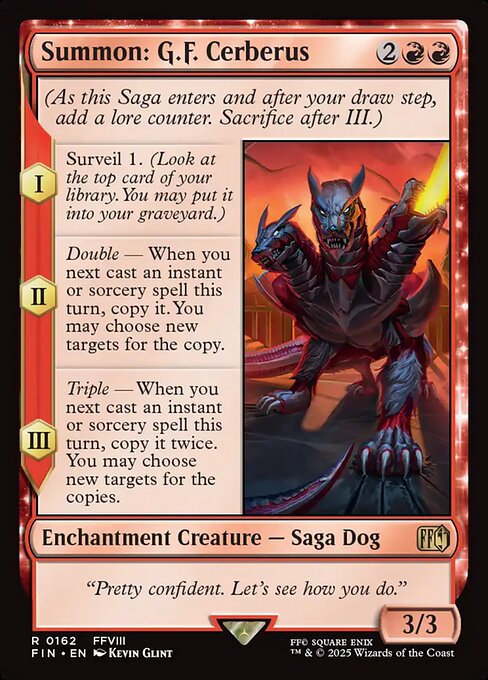 Summon: G.F. Cerberus 2
(As this Saga enters and after your draw step,
add a lore counter. Sacrifice after III.)
I
Surveil 1. (Look at
the top card of your
library. You may put it
into your graveyard.)
II
Double — When you
next cast an instant
or sorcery spell this
turn, copy it. You
may choose new
targets for the copy.
III
Triple — When you
next cast an instant
or sorcery spell this
turn, copy it twice.
You may choose
new targets for the
copies.
Enchantment Creature — Saga Dog FF
"Pretty confident. Let's see how you do."
3/3
R 0162 FFVIII
FIN • EN Kevin Glint
FF© SQUARE ENIX
™ & © 2025 Wizards of the Coast